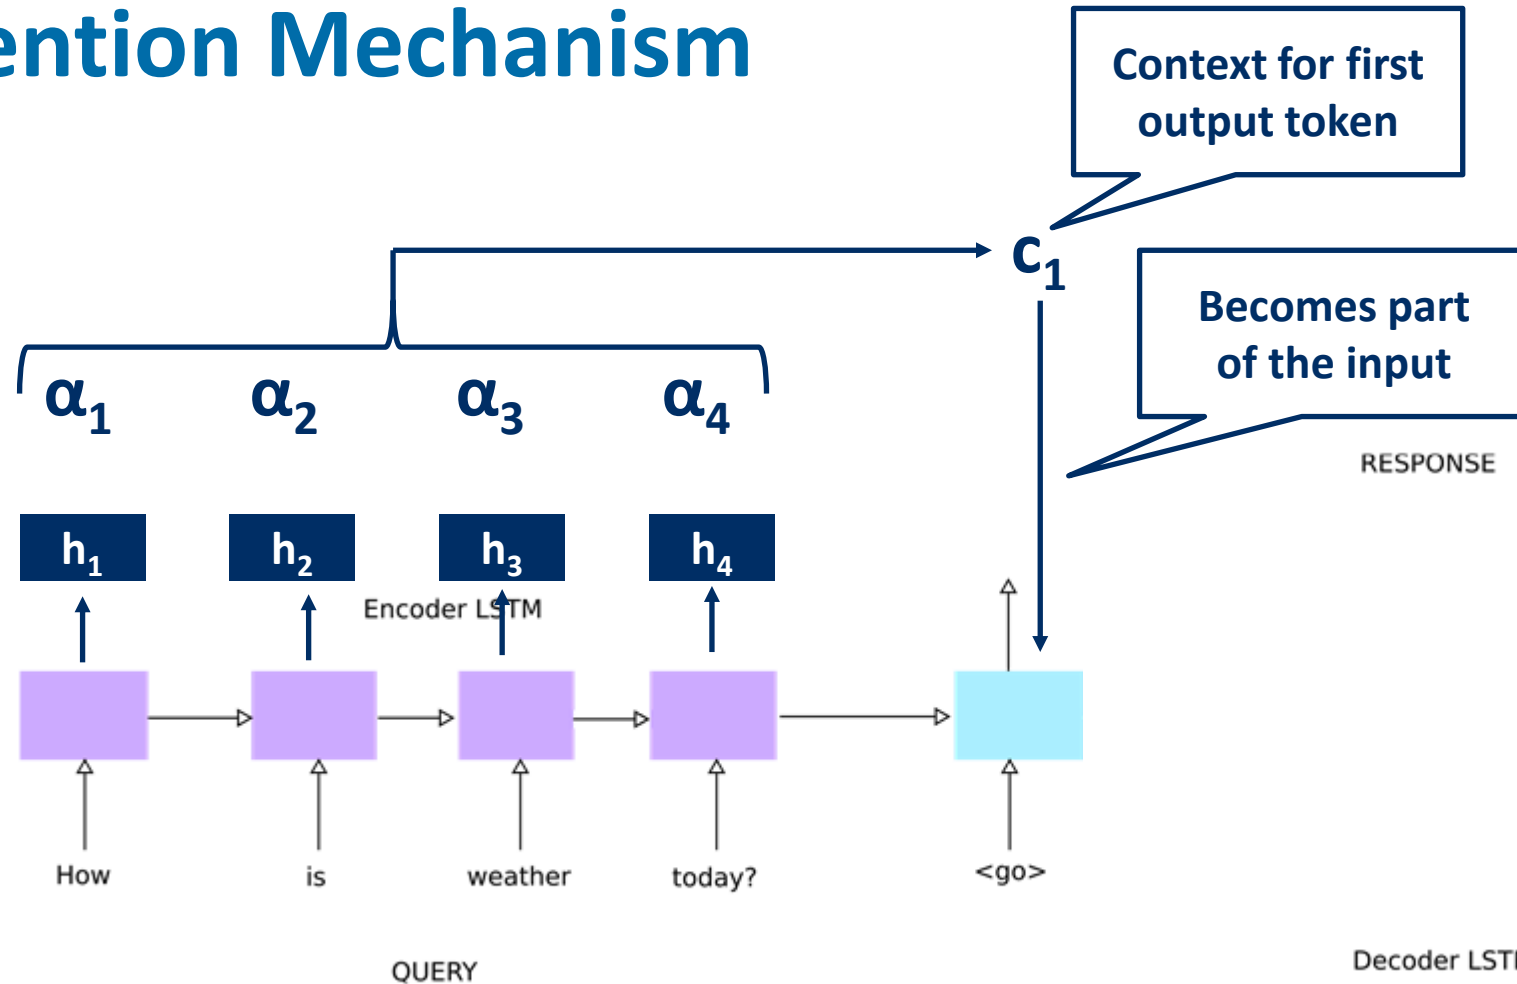 ention Mechanism
Context for first
output token
c₁
Becomes part
of the input
α₁ α₂ α₃ α₄
RESPONSE
h₁ h₂ h₃ h₄
Encoder LSTM
How is weather today? <go>
QUERY
Decoder LST